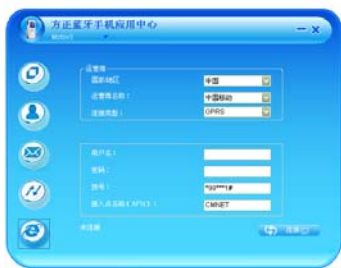 方正蓝牙手机应用中心
运营商
国家/地区
中国
运营商名称：
中国移动
连接类型：
GPRS
用户名：
密码：
拨号：
*99***1#
接入点名称(APN)：
CMNET
未连接
连接